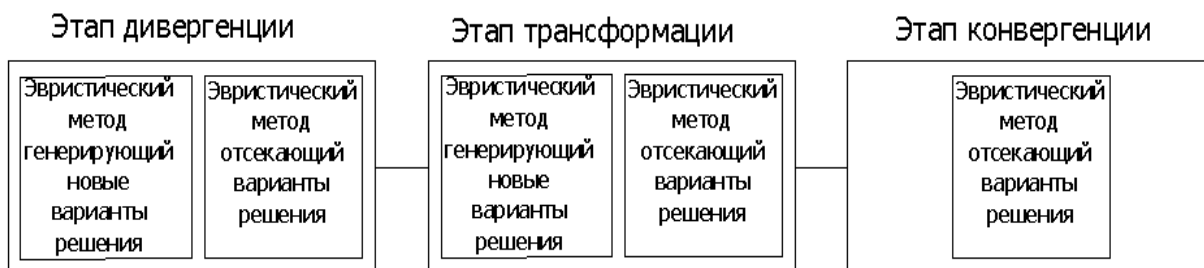 Этап дивергенции
Эвристический
метод
генерирующий
новые
варианты
решения
Эвристический
метод
отсекающий
варианты
решения
Этап трансформации
Эвристический
метод
генерирующий
новые
варианты
решения
Эвристический
метод
отсекающий
варианты
решения
Этап конвергенции
Эвристический
метод
отсекающий
варианты
решения